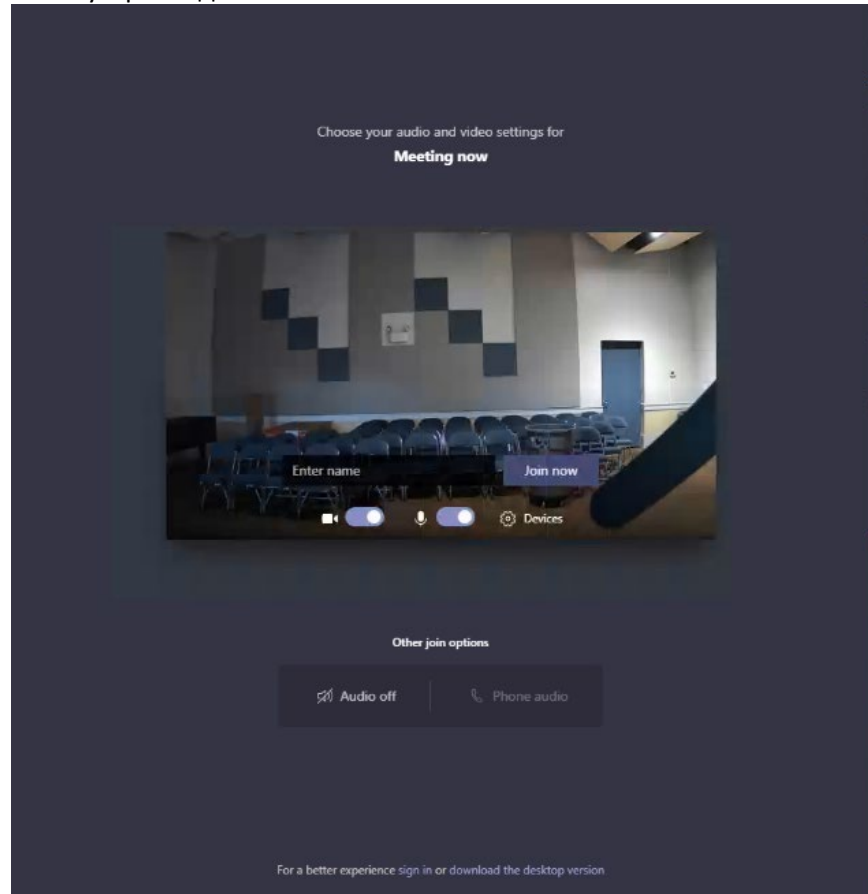 Choose your audio and video settings for
Meeting now
Enter name
Join now
Devices
Other join options
Audio off
Phone audio
For a better experience sign in or download the desktop version